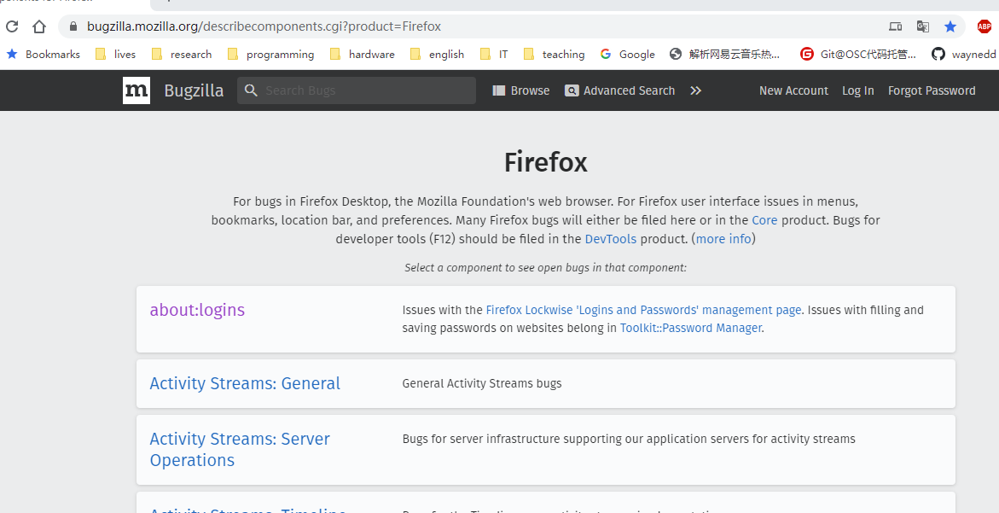 bugzilla.mozilla.org/describecomponents.cgi?product=Firefox
ABP
Bookmarks lives research programming hardware english IT teaching Google 解析网易云音乐热... Git@OSC代码托管... waynedd
m Bugzilla Search Bugs Browse Advanced Search New Account Log In Forgot Password
Firefox
For bugs in Firefox Desktop, the Mozilla Foundation's web browser. For Firefox user interface issues in menus,
bookmarks, location bar, and preferences. Many Firefox bugs will either be filed here or in the Core product. Bugs for
developer tools (F12) should be filed in the DevTools product. (more info)
Select a component to see open bugs in that component:
about:logins
Issues with the Firefox Lockwise 'Logins and Passwords' management page. Issues with filling and
saving passwords on websites belong in Toolkit::Password Manager.
Activity Streams: General
General Activity Streams bugs
Activity Streams: Server
Operations
Bugs for server infrastructure supporting our application servers for activity streams
Activity Streams: Timeline